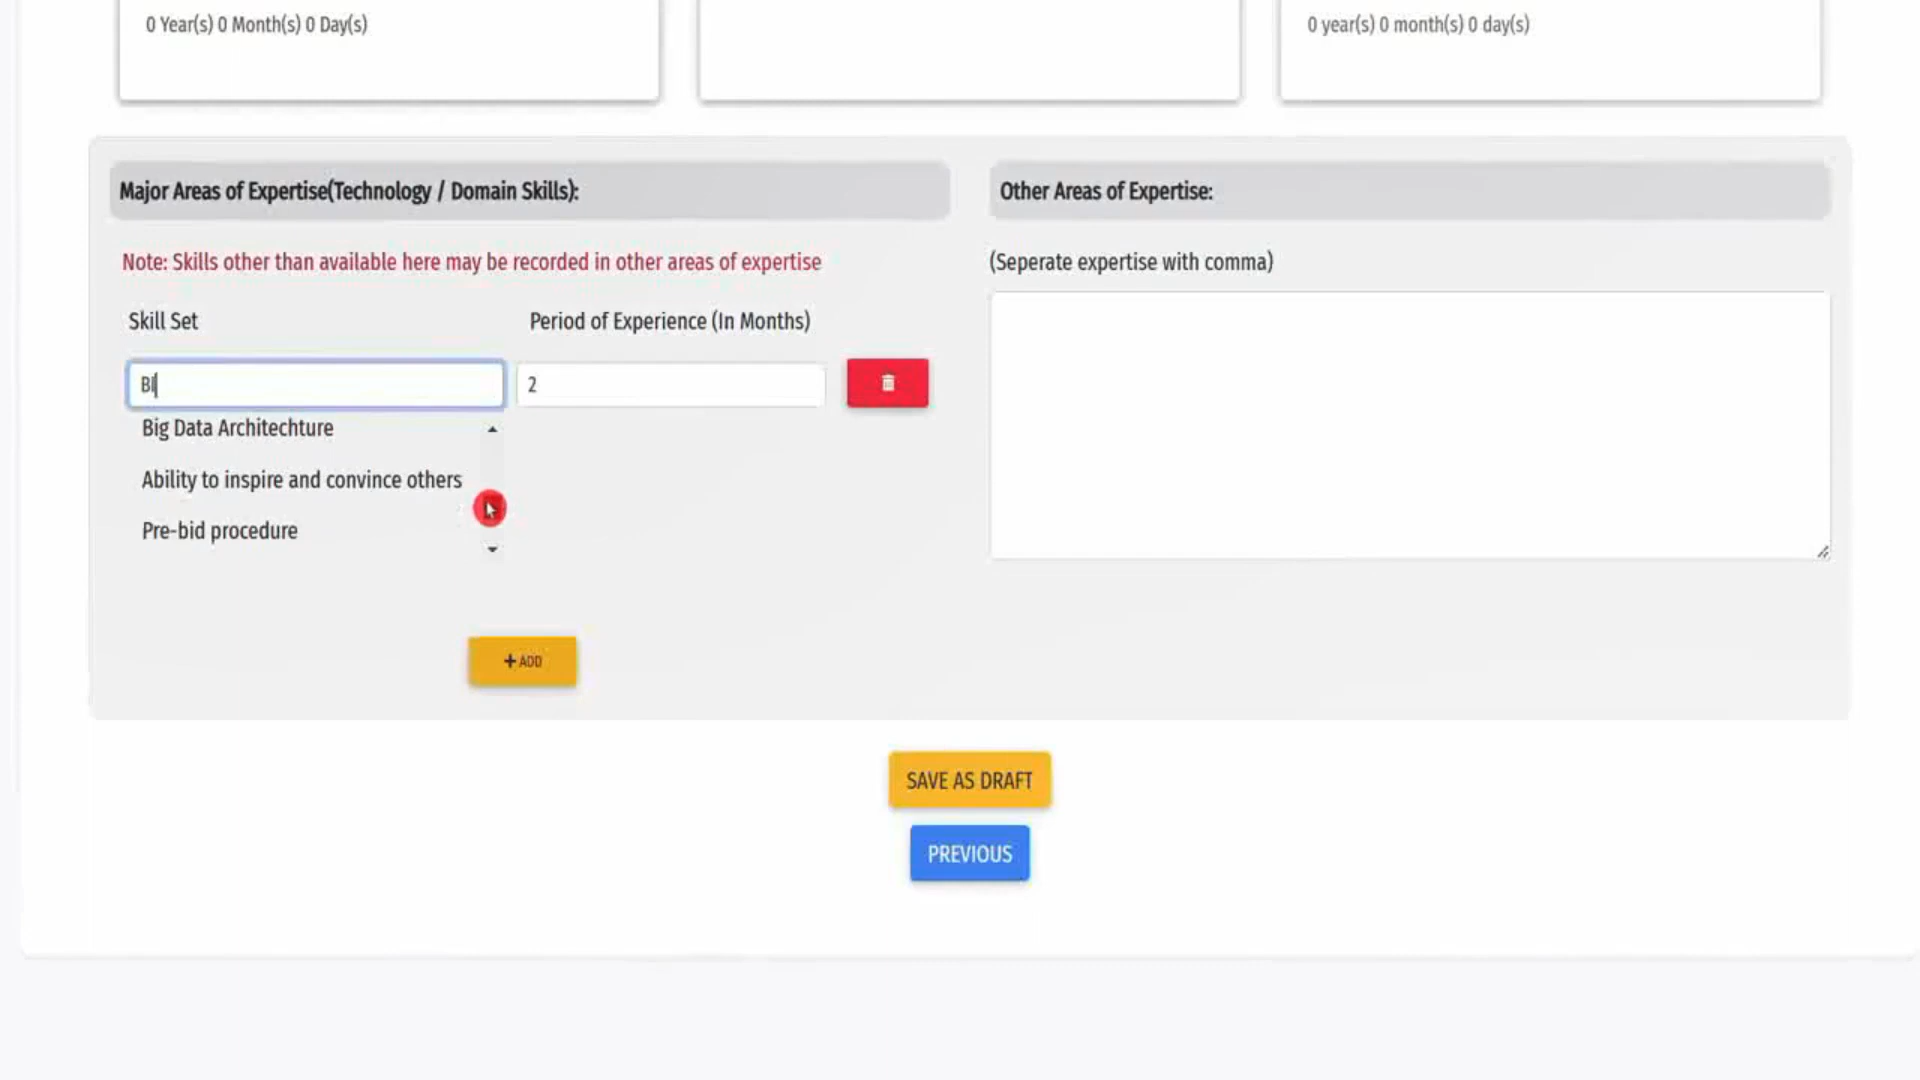 0 Year(s) 0 Month(s) 0 Day(s)
0 year(s) 0 month(s) 0 day(s)
Major Areas of Expertise(Technology / Domain Skills):
Other Areas of Expertise:
Note: Skills other than available here may be recorded in other areas of expertise
(Seperate expertise with comma)
Skill Set
Period of Experience (In Months)
BI
2
Big Data Architechture
Ability to inspire and convince others
Pre-bid procedure
+ ADD
SAVE AS DRAFT
PREVIOUS